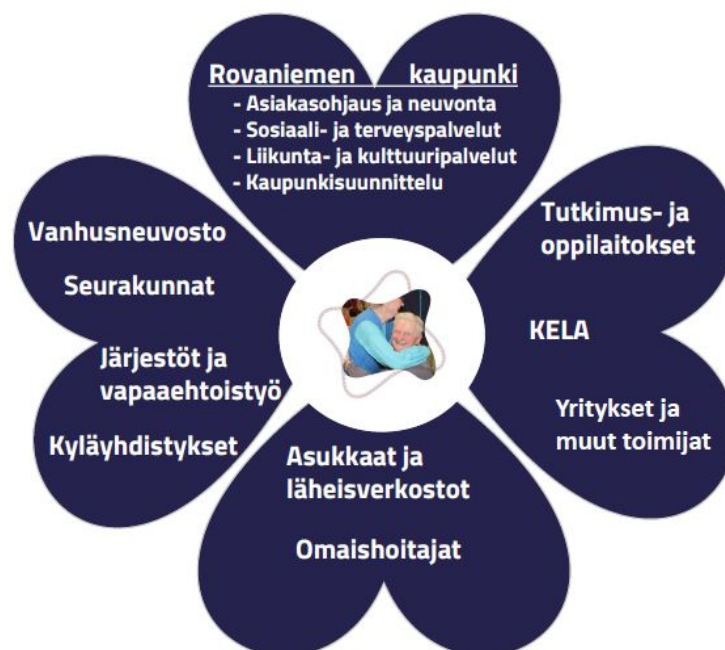 Rovaniemen kaupunki
- Asiakasohjaus ja neuvonta
- Sosiaali- ja terveyspalvelut
- Liikunta- ja kulttuuripalvelut
- Kaupunkisuunnittelu
Vanhusneuvosto
Seurakunnat
Järjestöt ja
vapaaehtoistyö
Kyläyhdistykset
Tutkimus- ja
oppilaitokset
KELA
Yritykset ja
muut toimijat
Asukkaat ja
läheisverkostot
Omaishoitajat